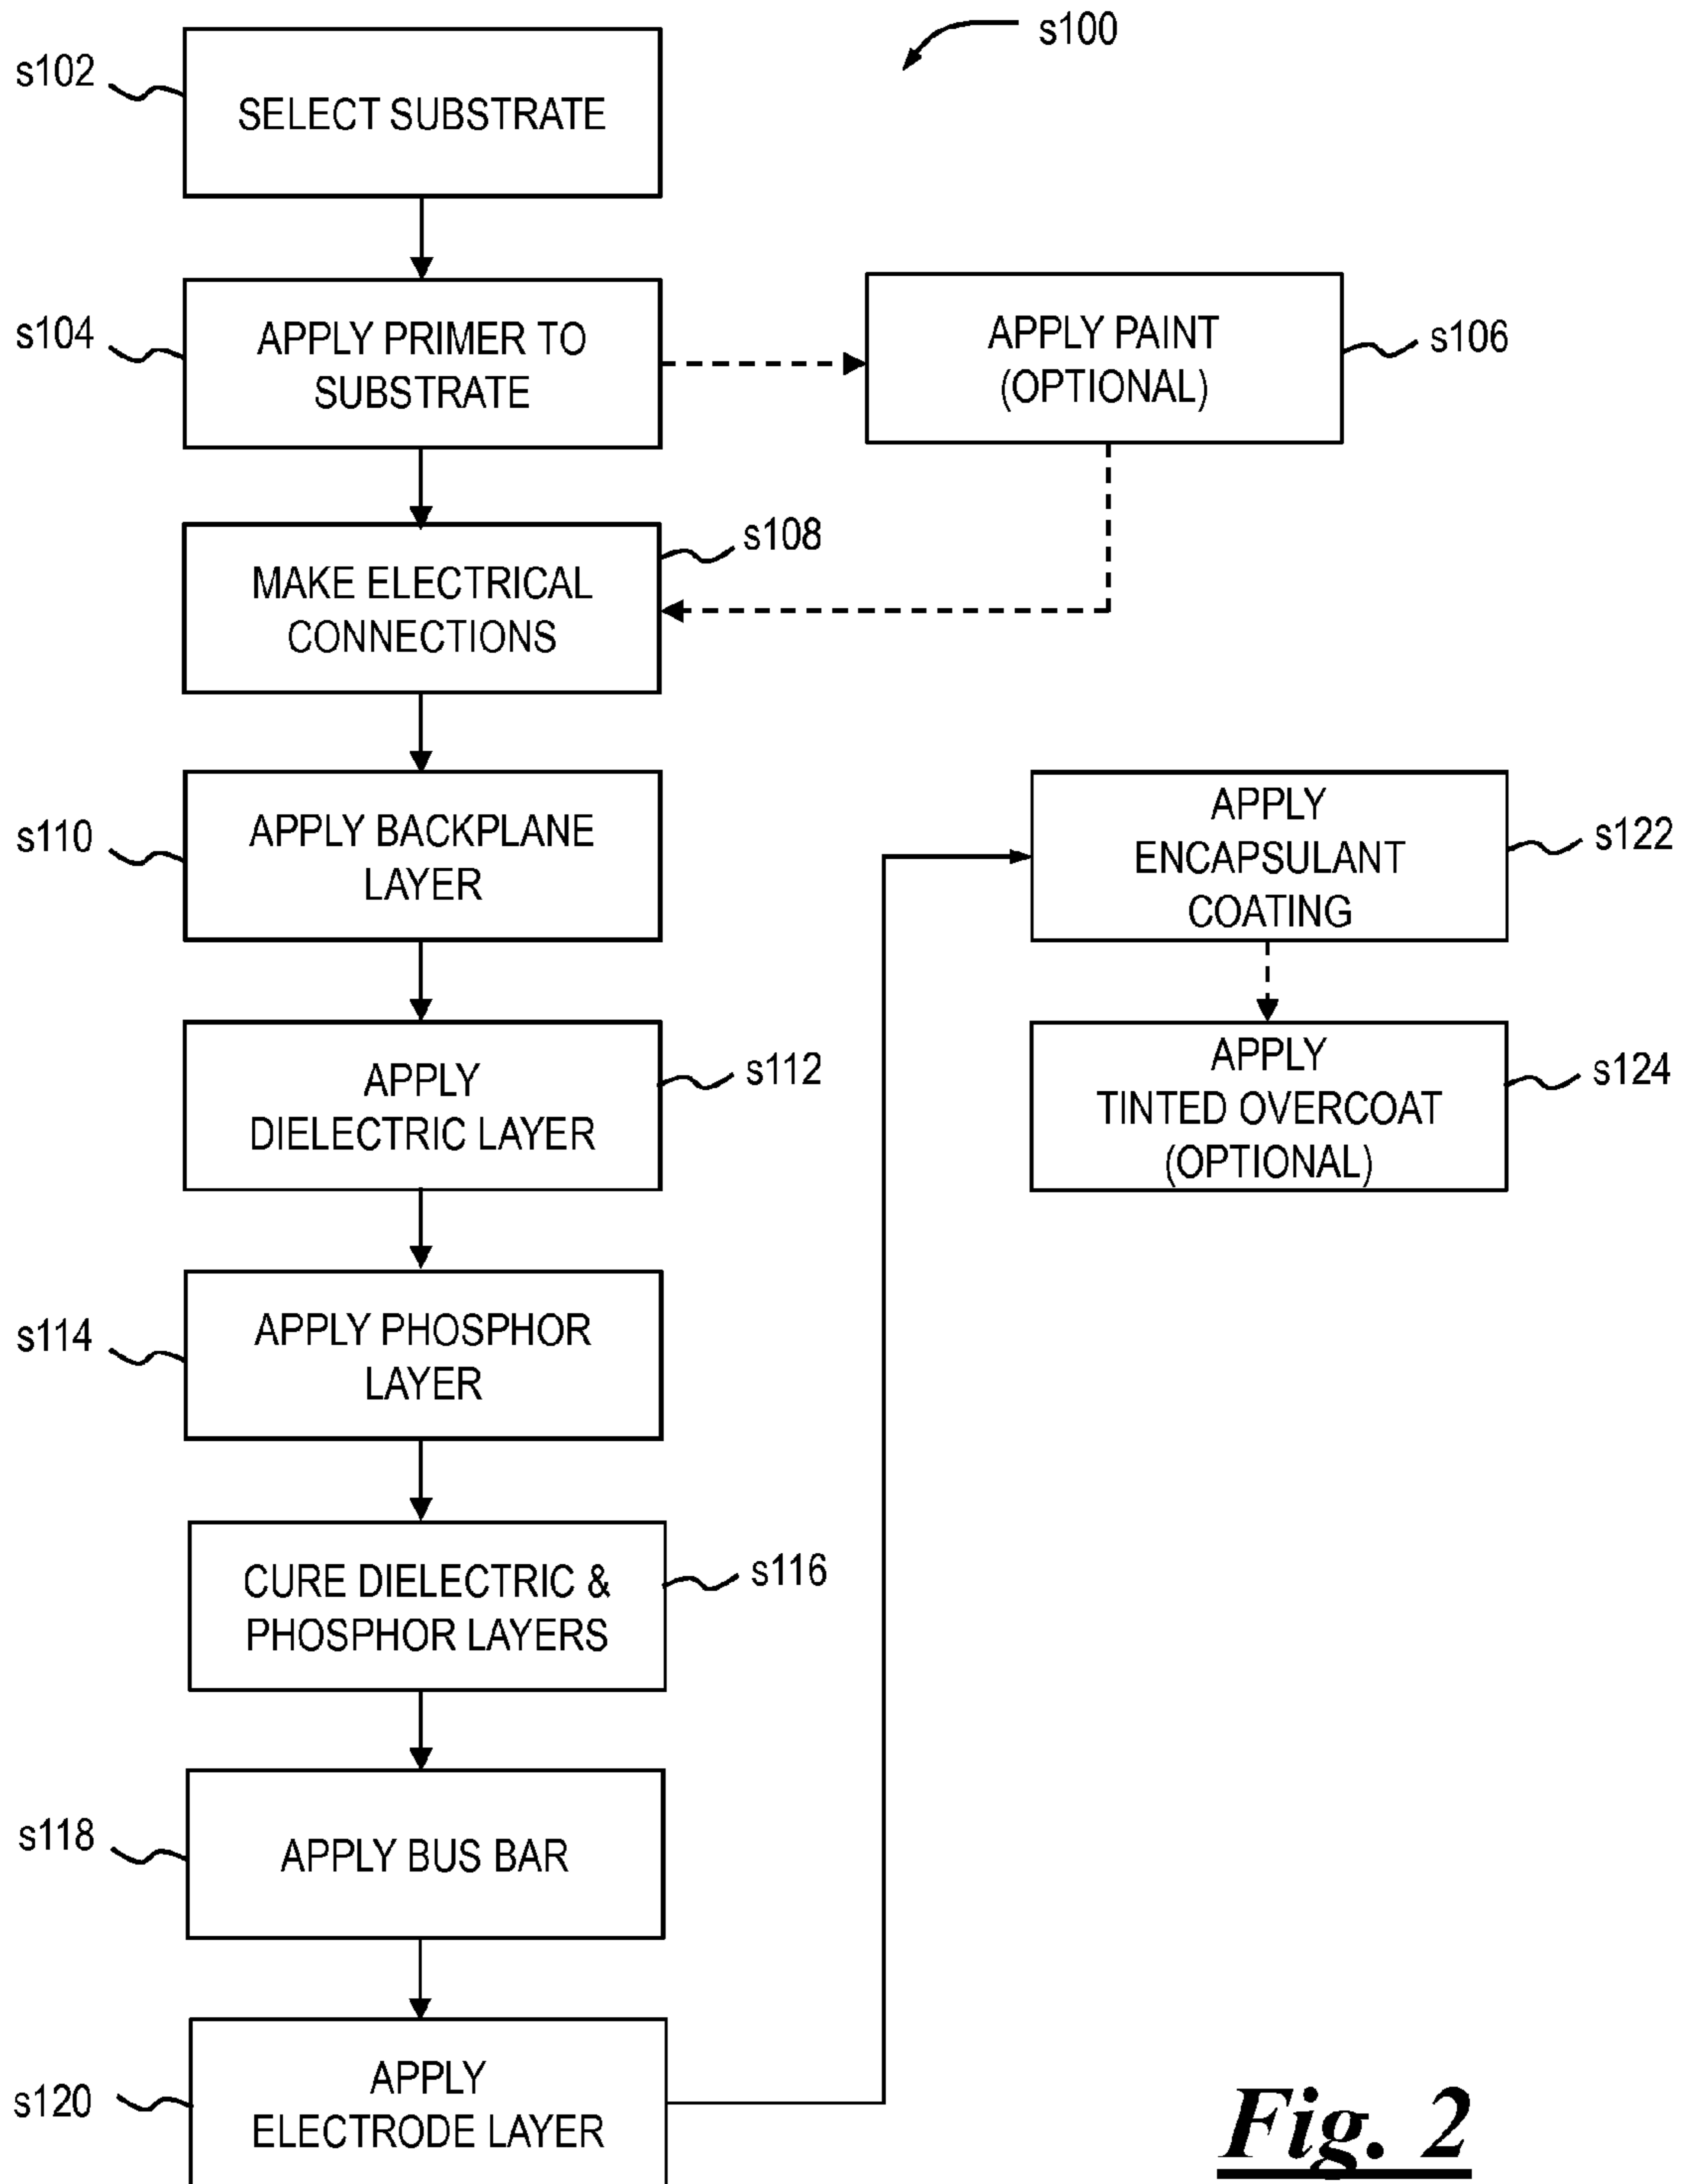 s100
s102
SELECT SUBSTRATE
s104
APPLY PRIMER TO
SUBSTRATE
APPLY PAINT
(OPTIONAL)
s106
s108
MAKE ELECTRICAL
CONNECTIONS
s110
APPLY BACKPLANE
LAYER
s112
APPLY
DIELECTRIC LAYER
s114
APPLY PHOSPHOR
LAYER
s116
CURE DIELECTRIC &
PHOSPHOR LAYERS
s118
APPLY BUS BAR
s120
APPLY
ELECTRODE LAYER
APPLY
ENCAPSULANT
COATING
s122
APPLY
TINTED OVERCOAT
(OPTIONAL)
s124
Fig. 2